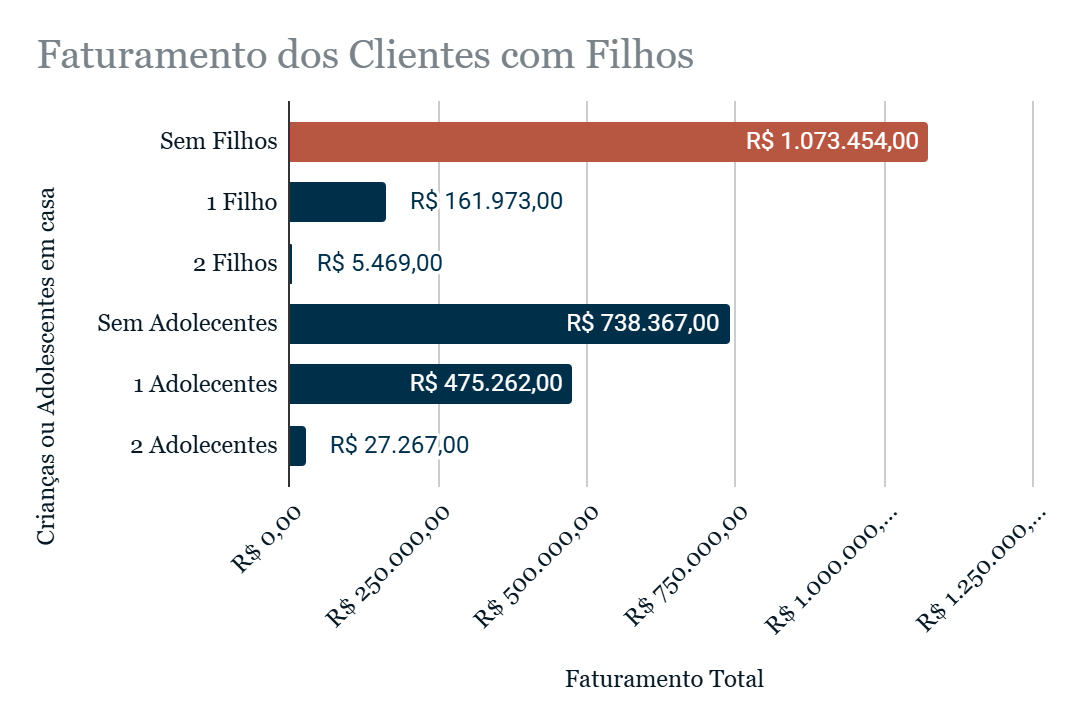 Faturamento dos Clientes com Filhos
Crianças ou Adolescentes em casa
Sem Filhos
R$ 1.073.454,00
1 Filho
R$ 161.973,00
2 Filhos
R$ 5.469,00
Sem Adolecentes
R$ 738.367,00
1 Adolecentes
R$ 475.262,00
2 Adolecentes
R$ 27.267,00
R$ 0,00
R$ 250.000,00
R$ 500.000,00
R$ 750.000,00
R$ 1.000.000,...
R$ 1.250.000,...
Faturamento Total